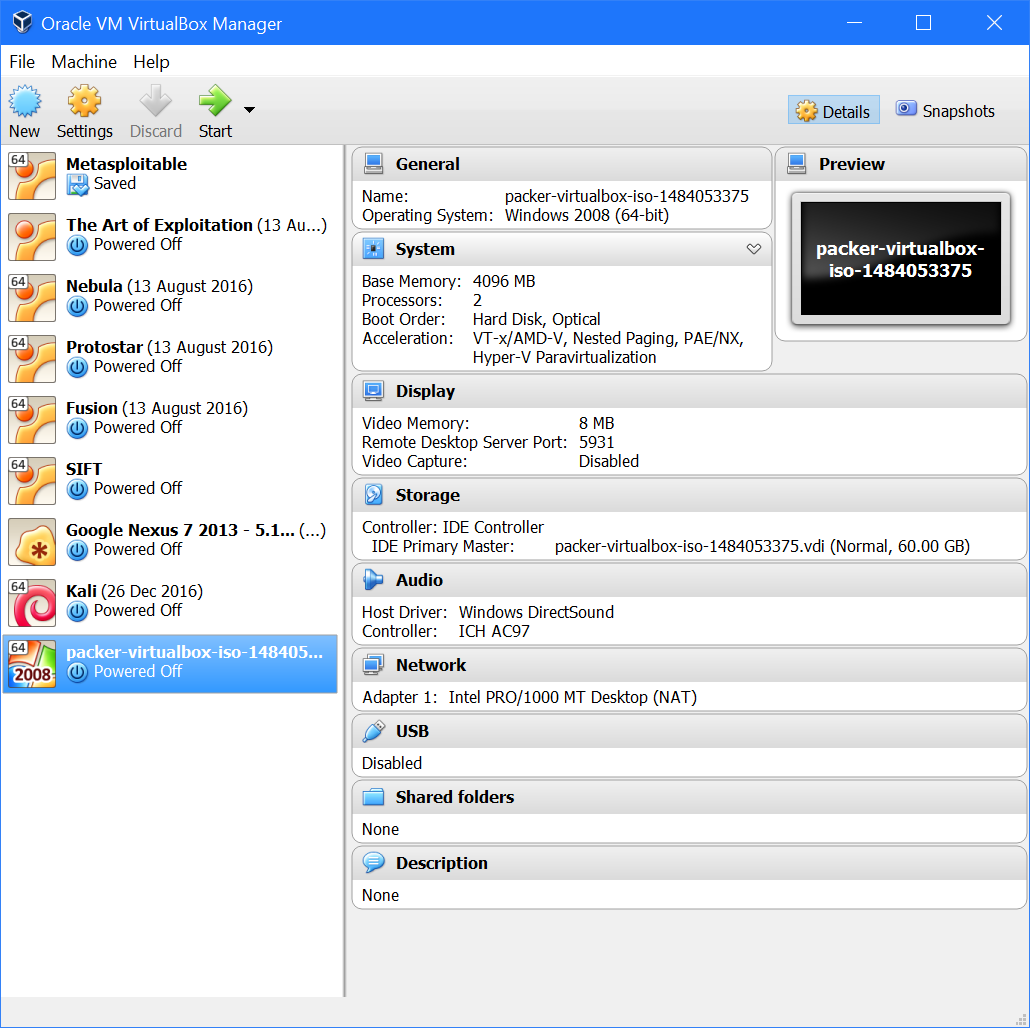 Oracle VM VirtualBox Manager
File Machine Help
New Settings Discard Start
Details Snapshots
64
Metasploitable
Saved
The Art of Exploitation (13 Au...)
Powered Off
64
Nebula (13 August 2016)
Powered Off
64
Protostar (13 August 2016)
Powered Off
64
Fusion (13 August 2016)
Powered Off
64
SIFT
Powered Off
Google Nexus 7 2013 - 5.1... (...)
Powered Off
64
Kali (26 Dec 2016)
Powered Off
64
2008
packer-virtualbox-iso-148405...
Powered Off
General
Name: packer-virtualbox-iso-1484053375
Operating System: Windows 2008 (64-bit)
System
Base Memory: 4096 MB
Processors: 2
Boot Order: Hard Disk, Optical
Acceleration: VT-x/AMD-V, Nested Paging, PAE/NX,
Hyper-V Paravirtualization
Preview
packer-virtualbox-
iso-1484053375
Display
Video Memory: 8 MB
Remote Desktop Server Port: 5931
Video Capture: Disabled
Storage
Controller: IDE Controller
IDE Primary Master: packer-virtualbox-iso-1484053375.vdi (Normal, 60.00 GB)
Audio
Host Driver: Windows DirectSound
Controller: ICH AC97
Network
Adapter 1: Intel PRO/1000 MT Desktop (NAT)
USB
Disabled
Shared folders
None
Description
None